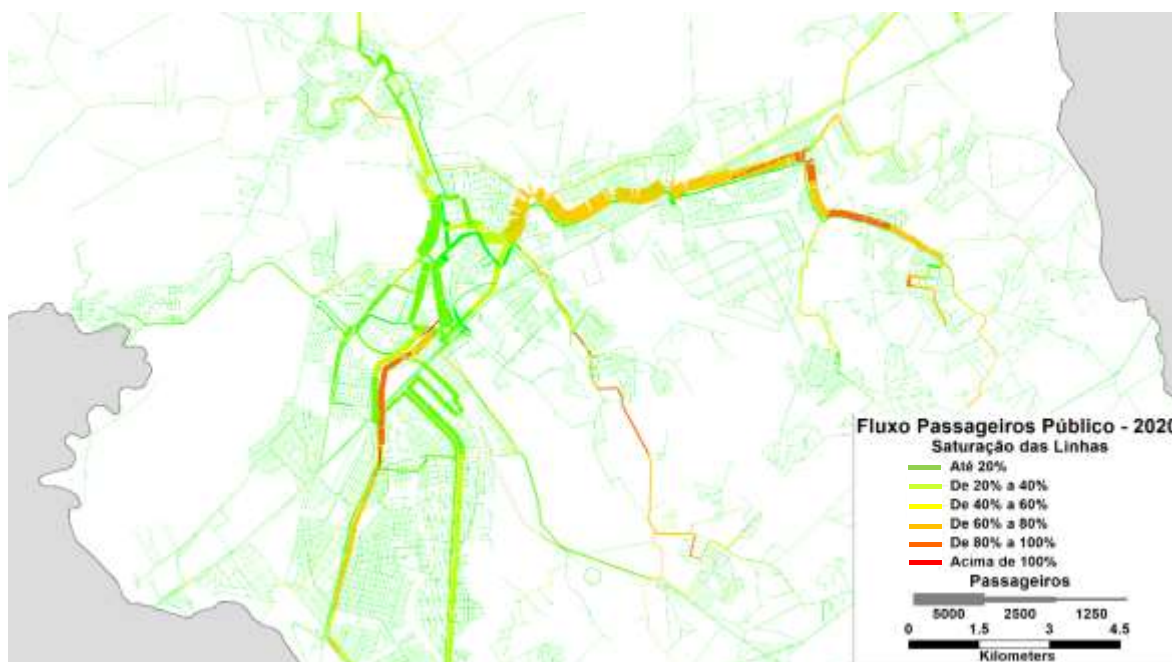 Fluxo Passageiros Público - 2020
Saturação das Linhas
Até 20%
De 20% a 40%
De 40% a 60%
De 60% a 80%
De 80% a 100%
Acima de 100%
Passageiros
5000 2500 1250
0 1.5 3 4.5
Kilometers